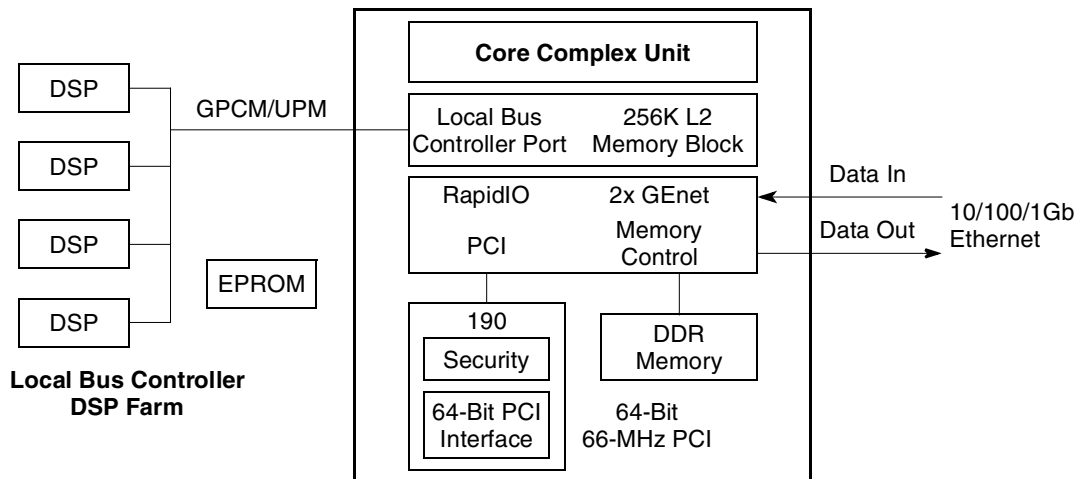 Core Complex Unit
DSP
DSP
DSP
DSP
GPCM/UPM
Local Bus
Controller Port
256K L2
Memory Block
RapidIO
2x GEnet
PCI
Memory
Control
Data In
Data Out
10/100/1Gb
Ethernet
EPROM
190
Security
64-Bit PCI
Interface
DDR
Memory
64-Bit
66-MHz PCI
Local Bus Controller
DSP Farm